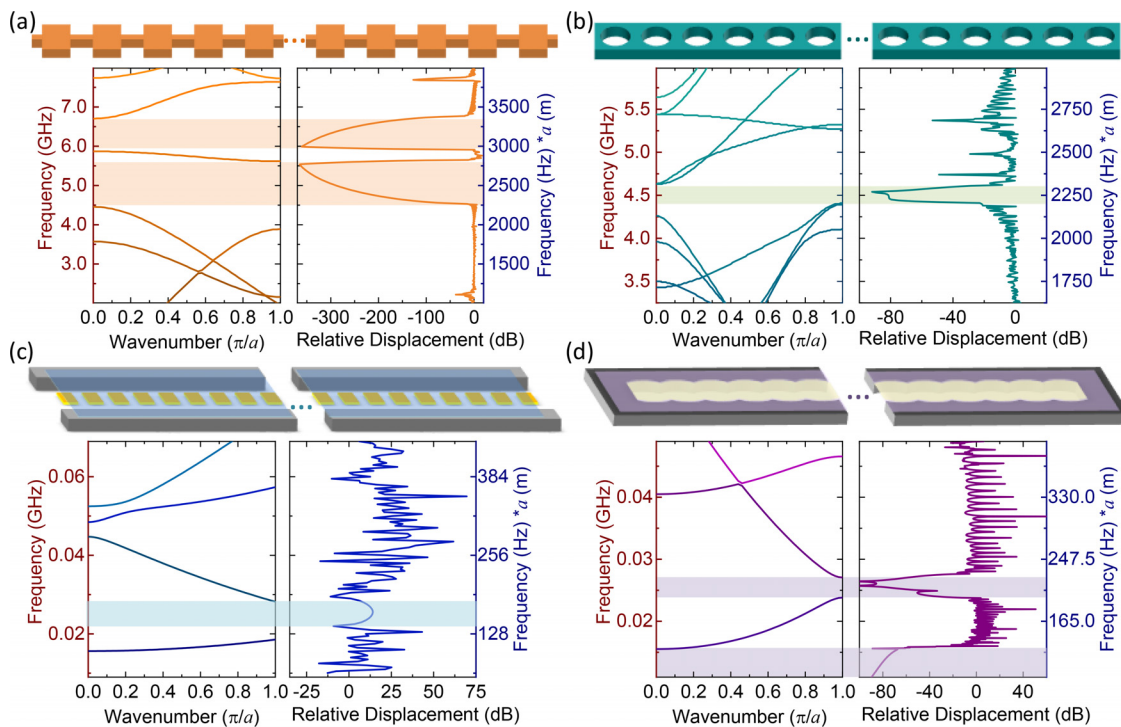 (a)
Frequency (GHz)
7.0
6.0
5.0
4.0
3.0
0.0 0.2 0.4 0.6 0.8 1.0
Wavenumber (π/a)
-300 -200 -100 0
Relative Displacement (dB)
3500
3000
2500
2000
1500
Frequency (Hz) *a (m)
(b)
Frequency (GHz)
5.5
5.0
4.5
4.0
3.5
0.0 0.2 0.4 0.6 0.8 1.0
Wavenumber (π/a)
-80 -40 0
Relative Displacement (dB)
2750
2500
2250
2000
1750
Frequency (Hz) *a (m)
(c)
Frequency (GHz)
0.06
0.04
0.02
0.0 0.2 0.4 0.6 0.8 1.0
Wavenumber (π/a)
-25 0 25 50 75
Relative Displacement (dB)
384
256
128
Frequency (Hz) *a (m)
(d)
Frequency (GHz)
0.04
0.03
0.02
0.0 0.2 0.4 0.6 0.8 1.0
Wavenumber (π/a)
-80 -40 0 40
Relative Displacement (dB)
330.0
247.5
165.0
Frequency (Hz) *a (m)